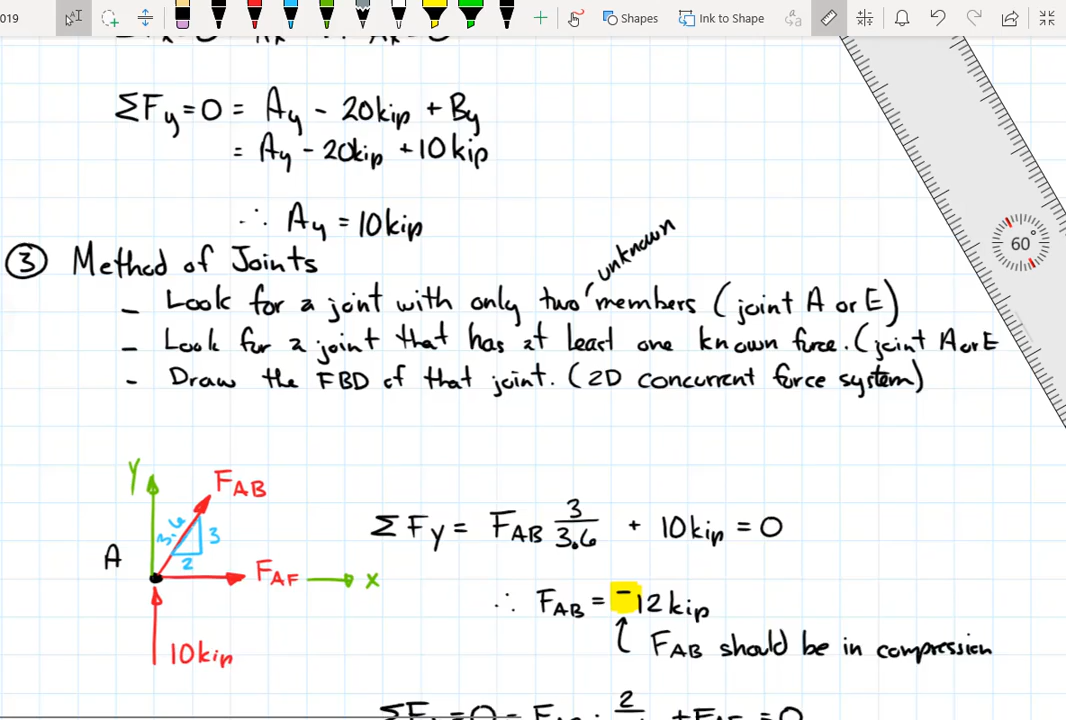 019
Shapes
Ink to Shape
ΣFy = 0 = Ay - 20kip + By
= Ay - 20kip + 10kip
∴ Ay = 10kip
60°
③ Method of Joints
unknown
- Look for a joint with only two members (joint A or E)
- Look for a joint that has at least one known force. (joint A or E
- Draw the FBD of that joint. (2D concurrent force system)
Y
FAB
3.6
3
2
A
FAF
x
10kip
ΣFy = FAB 3/3.6 + 10kip = 0
∴ FAB = -12kip
FAB should be in compression